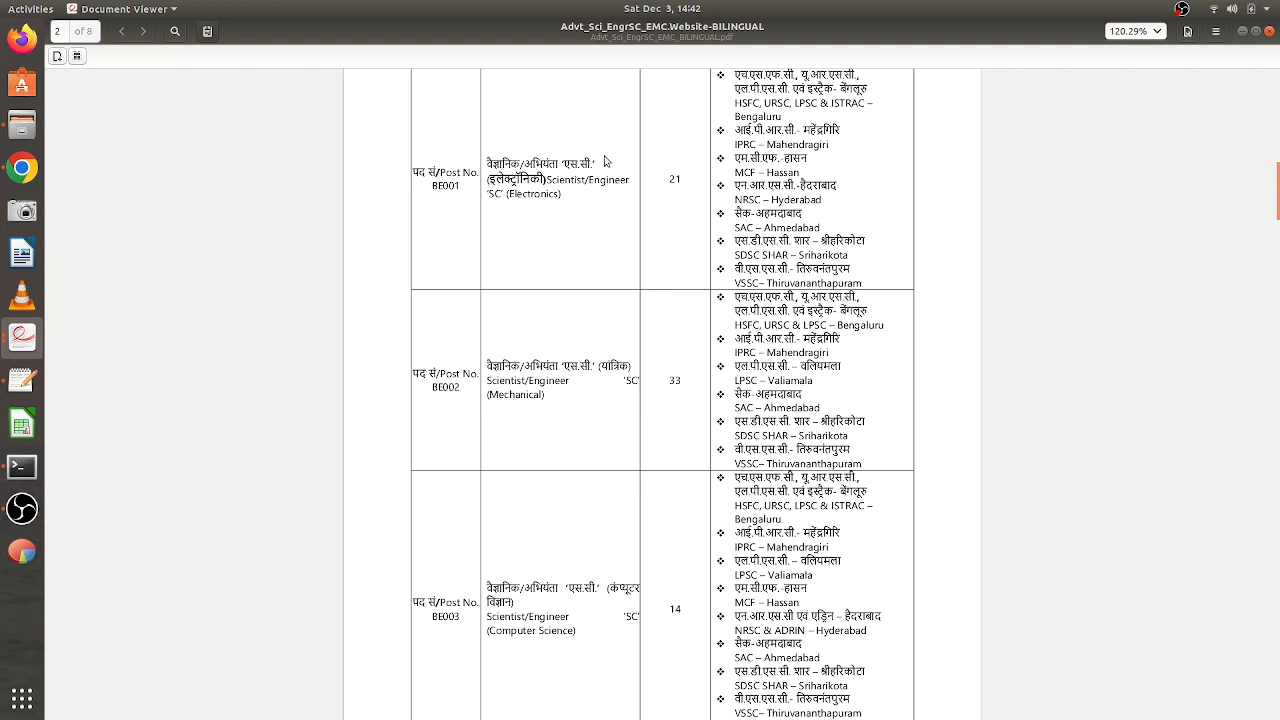 Activities
Document Viewer
Sat Dec 3, 14:42
2 of 8
Advt_Sci_EngrSC_EMC.Website-BILINGUAL
Advt_Sci_EngrSC_EMC_BILINGUAL.pdf
120.29%
पद सं/Post No.
BE001
वैज्ञानिक/अभियंता 'एस.सी.'
(इलेक्ट्रॉनिकी)Scientist/Engineer
'SC' (Electronics)
21
❖ एच.एस.एफ.सी., यू.आर.एस.सी.,
एल.पी.एस.सी. एवं इस्ट्रैक- बेंगलूरु
HSFC, URSC, LPSC & ISTRAC –
Bengaluru
❖ आई.पी.आर.सी.- महेंद्रगिरि
IPRC – Mahendragiri
❖ एम.सी.एफ.-हासन
MCF – Hassan
❖ एन.आर.एस.सी.-हैदराबाद
NRSC – Hyderabad
❖ सैक-अहमदाबाद
SAC – Ahmedabad
❖ एस.डी.एस.सी. शार – श्रीहरिकोटा
SDSC SHAR – Sriharikota
❖ वी.एस.एस.सी.- तिरुवनंतपुरम
VSSC– Thiruvananthapuram
पद सं/Post No.
BE002
वैज्ञानिक/अभियंता 'एस.सी.' (यांत्रिक)
Scientist/Engineer 'SC'
(Mechanical)
33
❖ एच.एस.एफ.सी., यू.आर.एस.सी.,
एल.पी.एस.सी. एवं इस्ट्रैक- बेंगलूरु
HSFC, URSC & LPSC – Bengaluru
❖ आई.पी.आर.सी.- महेंद्रगिरि
IPRC – Mahendragiri
❖ एल.पी.एस.सी. – वलियमला
LPSC – Valiamala
❖ सैक-अहमदाबाद
SAC – Ahmedabad
❖ एस.डी.एस.सी. शार – श्रीहरिकोटा
SDSC SHAR – Sriharikota
❖ वी.एस.एस.सी.- तिरुवनंतपुरम
VSSC– Thiruvananthapuram
पद सं/Post No.
BE003
वैज्ञानिक/अभियंता 'एस.सी.' (कंप्यूटर
विज्ञान)
Scientist/Engineer 'SC'
(Computer Science)
14
❖ एच.एस.एफ.सी., यू.आर.एस.सी.,
एल.पी.एस.सी. एवं इस्ट्रैक- बेंगलूरु
HSFC, URSC, LPSC & ISTRAC –
Bengaluru
❖ आई.पी.आर.सी.- महेंद्रगिरि
IPRC – Mahendragiri
❖ एल.पी.एस.सी. – वलियमला
LPSC – Valiamala
❖ एम.सी.एफ.-हासन
MCF – Hassan
❖ एन.आर.एस.सी एवं एड्रिन – हैदराबाद
NRSC & ADRIN – Hyderabad
❖ सैक-अहमदाबाद
SAC – Ahmedabad
❖ एस.डी.एस.सी. शार – श्रीहरिकोटा
SDSC SHAR – Sriharikota
❖ वी.एस.एस.सी.- तिरुवनंतपुरम
VSSC– Thiruvananthapuram